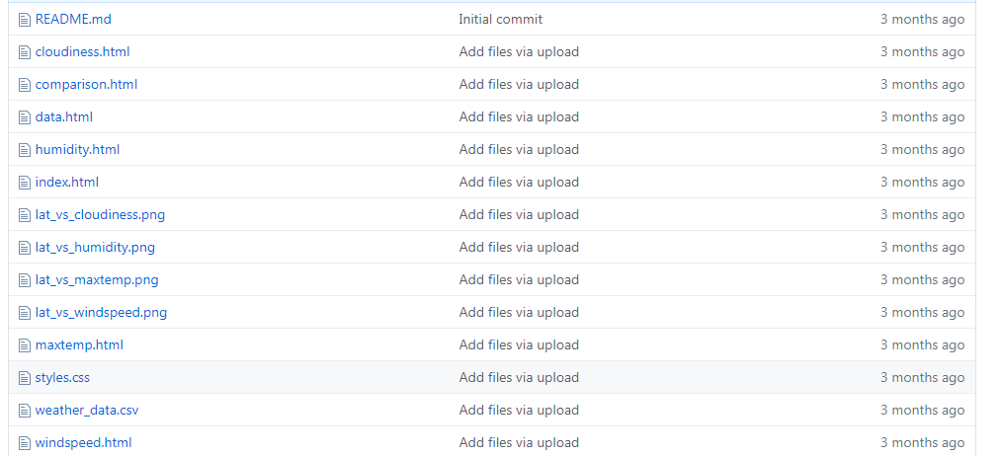 README.md Initial commit 3 months ago
cloudiness.html Add files via upload 3 months ago
comparison.html Add files via upload 3 months ago
data.html Add files via upload 3 months ago
humidity.html Add files via upload 3 months ago
index.html Add files via upload 3 months ago
lat_vs_cloudiness.png Add files via upload 3 months ago
lat_vs_humidity.png Add files via upload 3 months ago
lat_vs_maxtemp.png Add files via upload 3 months ago
lat_vs_windspeed.png Add files via upload 3 months ago
maxtemp.html Add files via upload 3 months ago
styles.css Add files via upload 3 months ago
weather_data.csv Add files via upload 3 months ago
windspeed.html Add files via upload 3 months ago